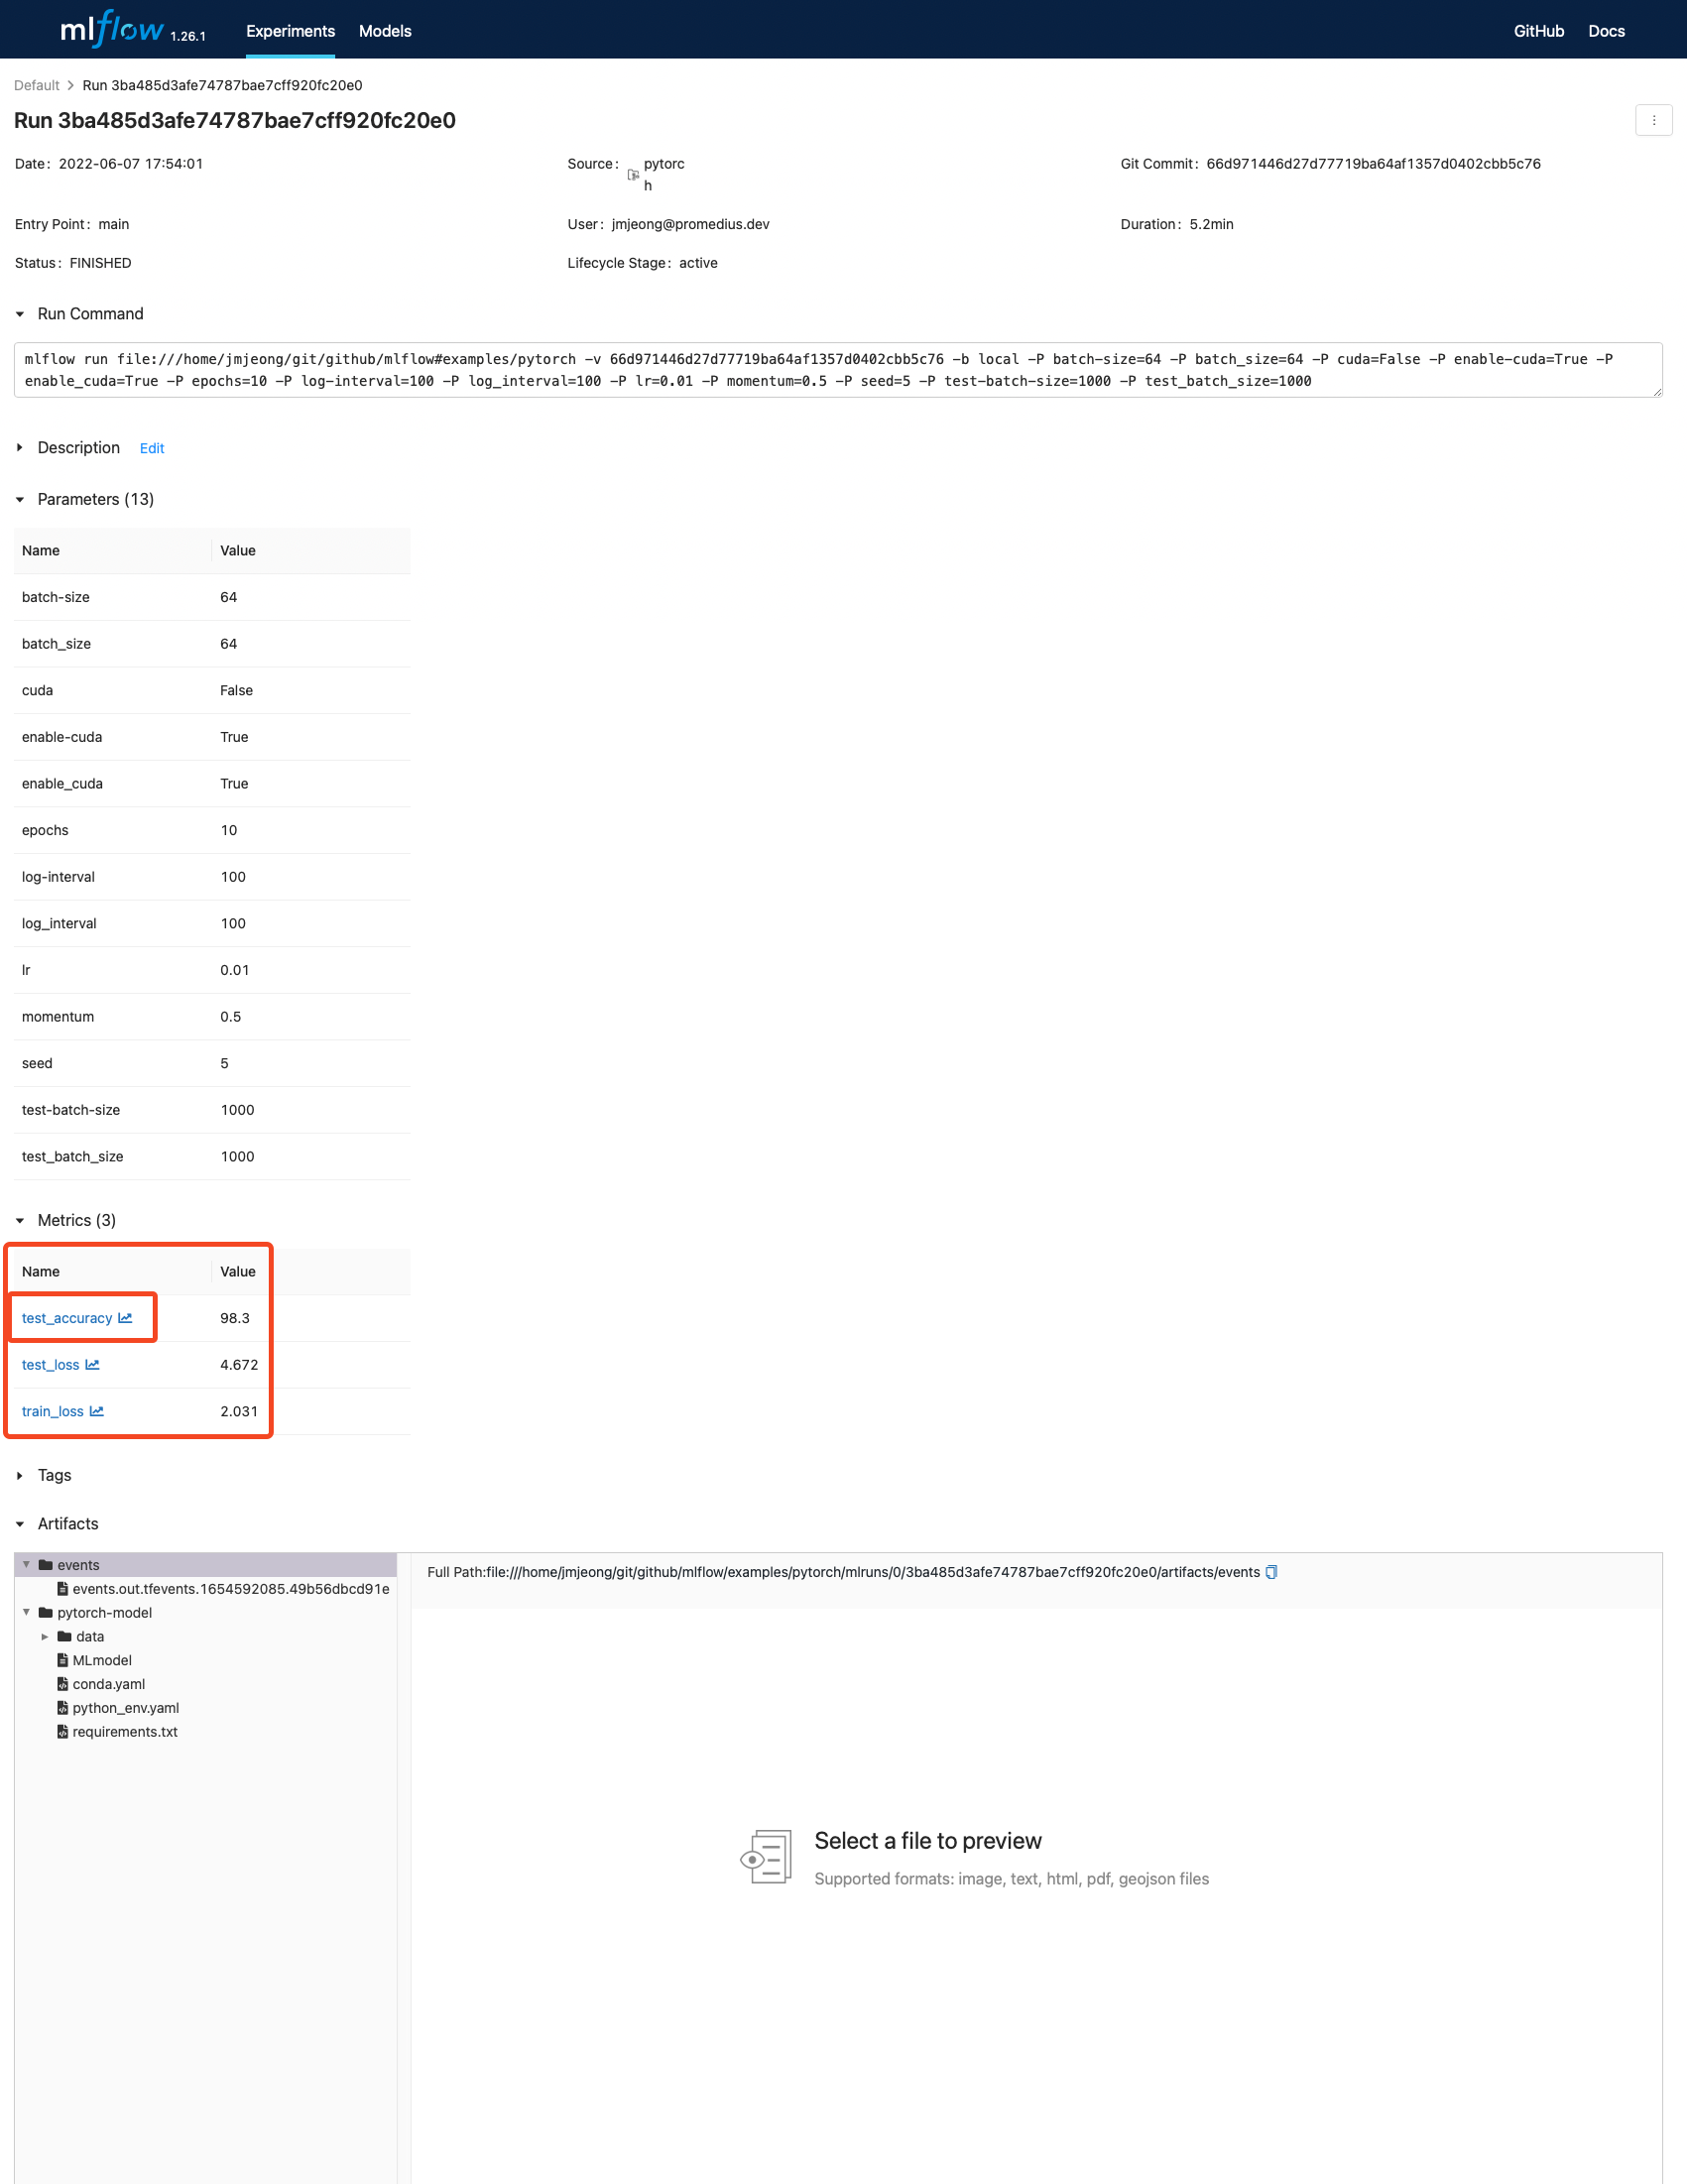 mlflow 1.26.1 Experiments Models GitHub Docs
Default > Run 3ba485d3afe74787bae7cff920fc20e0
Run 3ba485d3afe74787bae7cff920fc20e0
Date: 2022-06-07 17:54:01
Source: pytorc
h
Git Commit: 66d971446d27d77719ba64af1357d0402cbb5c76
Entry Point: main
User: jmjeong@promedius.dev
Duration: 5.2min
Status: FINISHED
Lifecycle Stage: active
Run Command
mlflow run file:///home/jmjeong/git/github/mlflow#examples/pytorch -v 66d971446d27d77719ba64af1357d0402cbb5c76 -b local -P batch-size=64 -P batch_size=64 -P cuda=False -P enable-cuda=True -P
enable_cuda=True -P epochs=10 -P log-interval=100 -P log_interval=100 -P lr=0.01 -P momentum=0.5 -P seed=5 -P test-batch-size=1000 -P test_batch_size=1000
Description Edit
Parameters (13)
Name Value
batch-size 64
batch_size 64
cuda False
enable-cuda True
enable_cuda True
epochs 10
log-interval 100
log_interval 100
lr 0.01
momentum 0.5
seed 5
test-batch-size 1000
test_batch_size 1000
Metrics (3)
Name Value
test_accuracy 98.3
test_loss 4.672
train_loss 2.031
Tags
Artifacts
events
events.out.tfevents.1654592085.49b56dbcd91e
pytorch-model
data
MLmodel
conda.yaml
python_env.yaml
requirements.txt
Full Path:file:///home/jmjeong/git/github/mlflow/examples/pytorch/mlruns/0/3ba485d3afe74787bae7cff920fc20e0/artifacts/events
Select a file to preview
Supported formats: image, text, html, pdf, geojson files